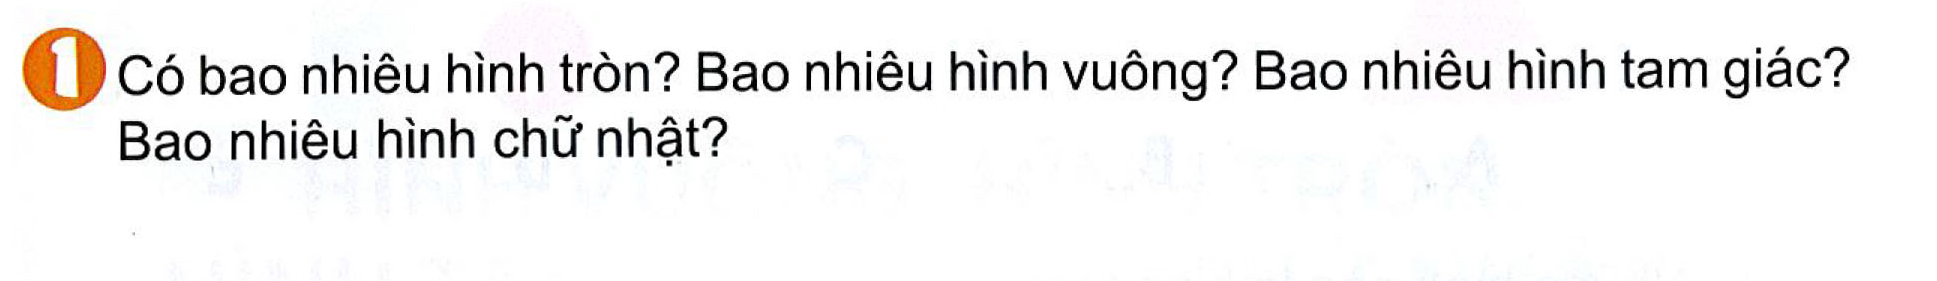 1 Có bao nhiêu hình tròn? Bao nhiêu hình vuông? Bao nhiêu hình tam giác?
Bao nhiêu hình chữ nhật?